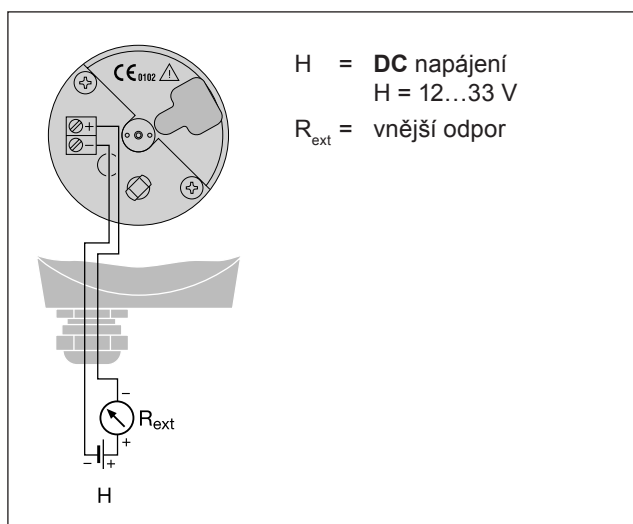 CE 0102
H = DC napájení
H = 12…33 V
R_ext = vnější odpor
+
–
–
R_ext
+
– +
H